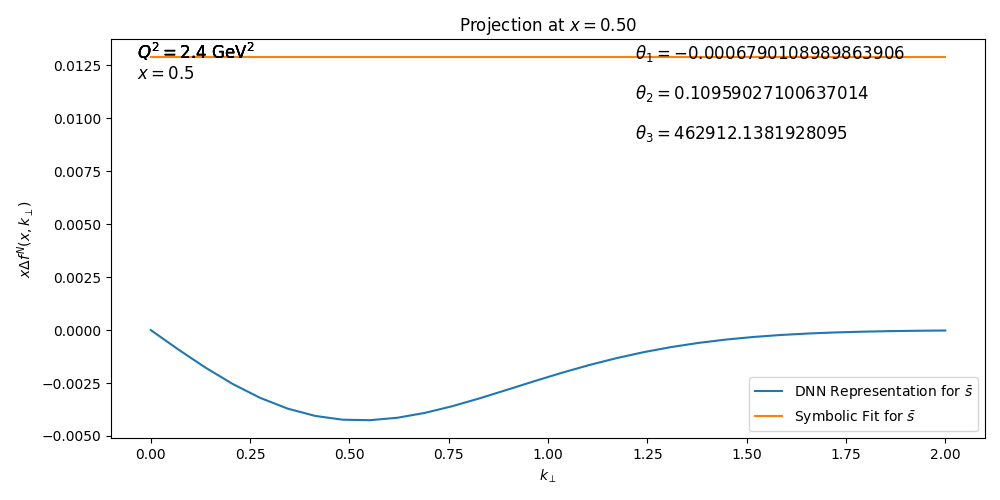 Projection at x = 0.50
Q² = 2.4 GeV²
x = 0.5
θ₁ = −0.0006790108989863906
θ₂ = 0.10959027100637014
θ₃ = 462912.1381928095
0.0125
0.0100
0.0075
0.0050
0.0025
0.0000
−0.0025
−0.0050
xΔfᴺ(x, k⊥)
DNN Representation for s̄
Symbolic Fit for s̄
0.00 0.25 0.50 0.75 1.00 1.25 1.50 1.75 2.00
k⊥